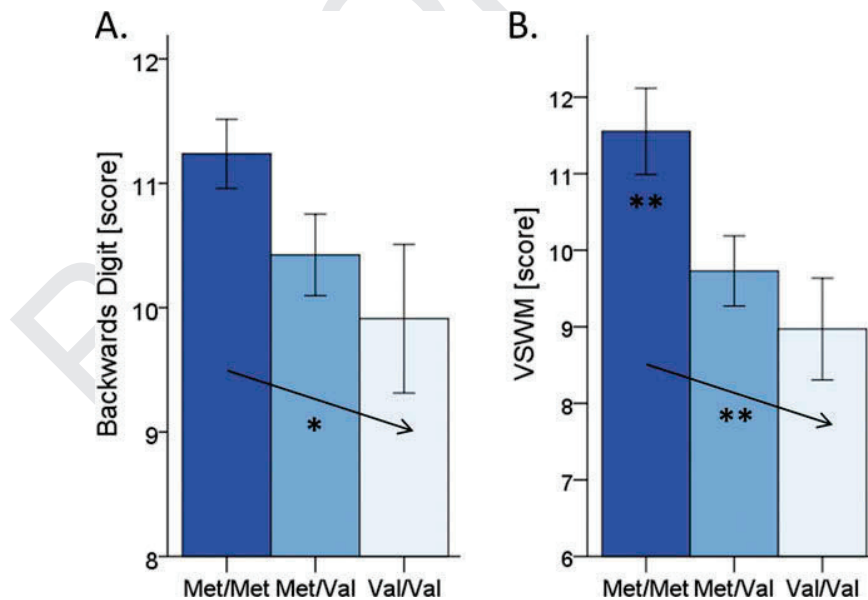 A.
Backwards Digit [score]
12
11
10
9
8
*
Met/Met Met/Val Val/Val
B.
VSWM [score]
12
11
10
9
8
7
6
**
**
Met/Met Met/Val Val/Val